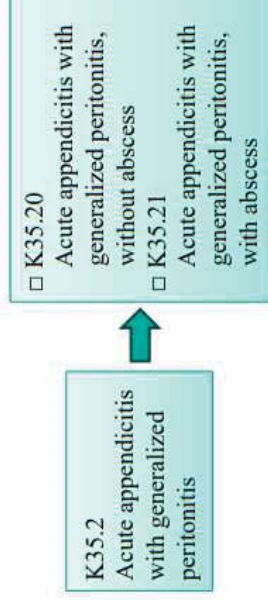 K35.2
Acute appendicitis
with generalized
peritonitis
□ K35.20
Acute appendicitis with
generalized peritonitis,
without abscess
□ K35.21
Acute appendicitis with
generalized peritonitis,
with abscess